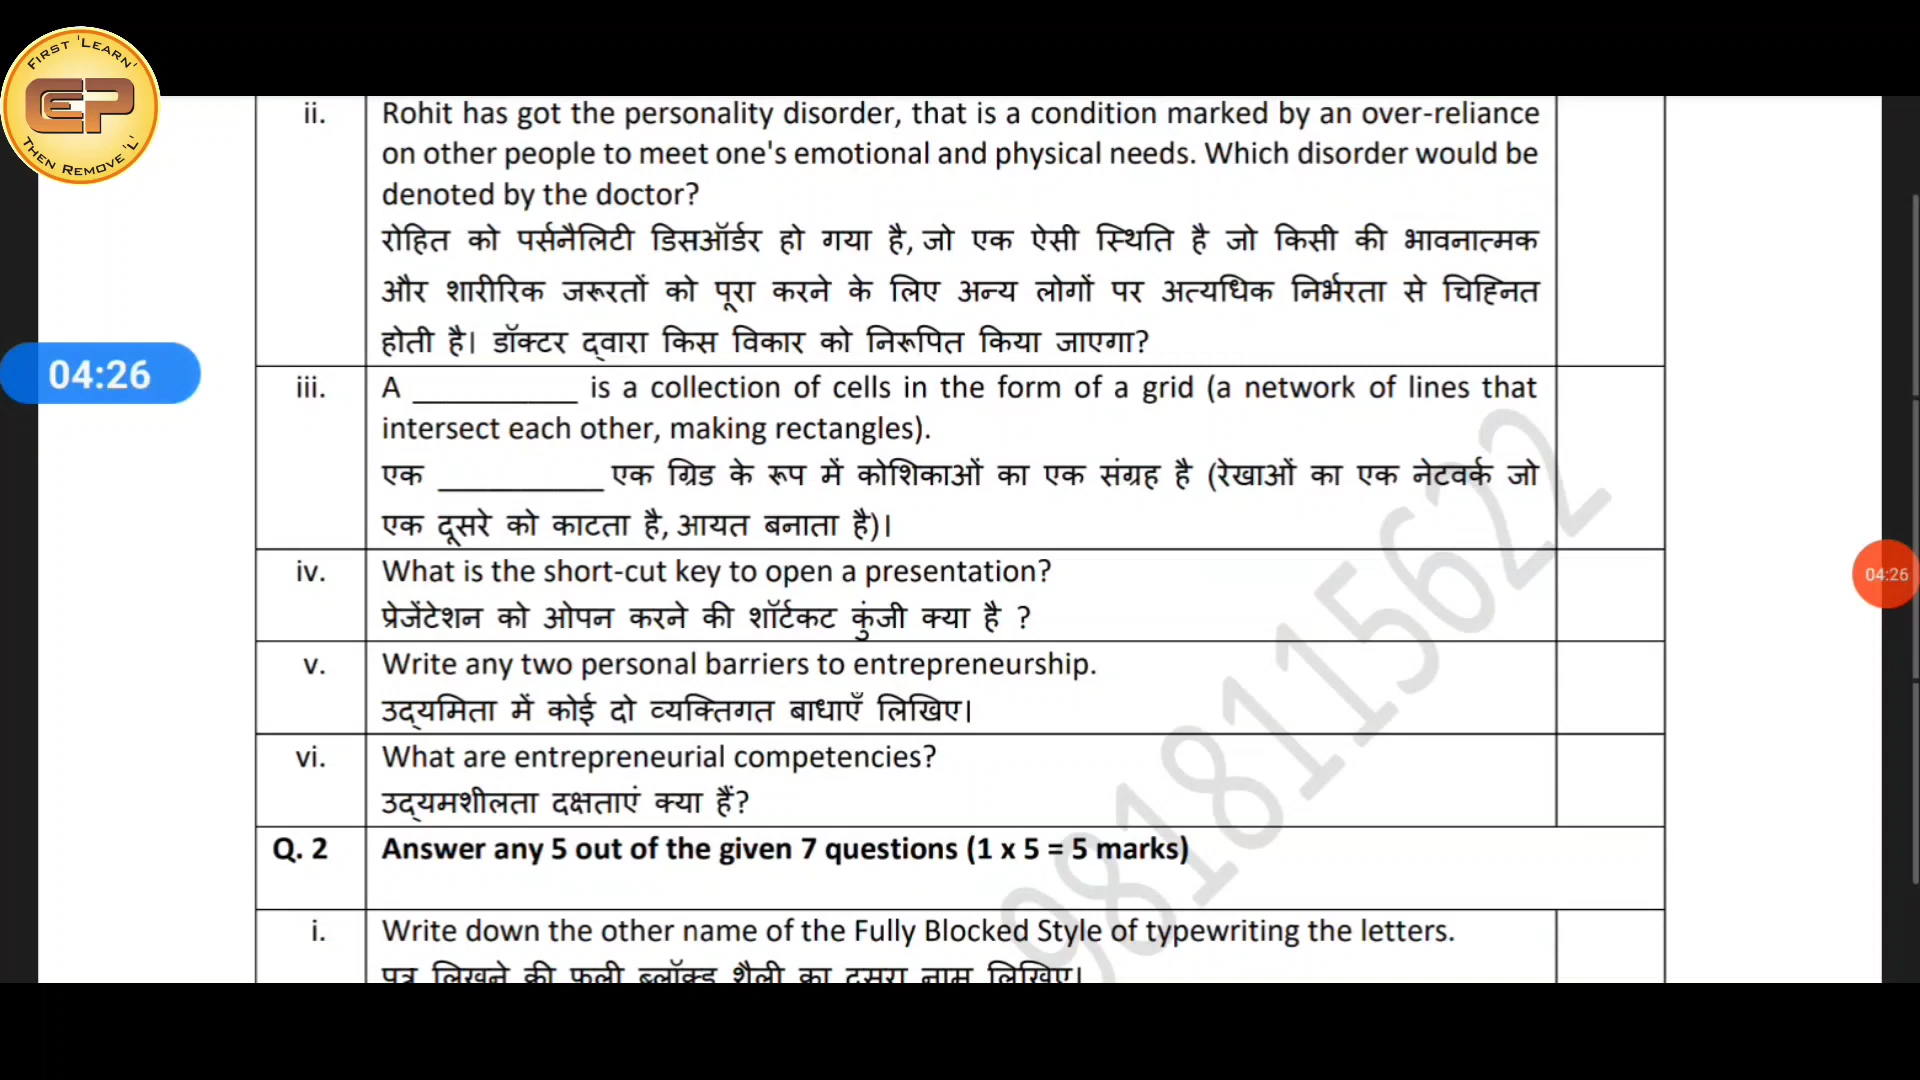 FIRST 'LEARN'
CEP
THEN REMOVE 'L'
ii. Rohit has got the personality disorder, that is a condition marked by an over-reliance
on other people to meet one's emotional and physical needs. Which disorder would be
denoted by the doctor?
रोहित को पर्सनैलिटी डिसऑर्डर हो गया है, जो एक ऐसी स्थिति है जो किसी की भावनात्मक
और शारीरिक जरूरतों को पूरा करने के लिए अन्य लोगों पर अत्यधिक निर्भरता से चिह्नित
होती है। डॉक्टर द्वारा किस विकार को निरूपित किया जाएगा?
04:26
iii. A __________ is a collection of cells in the form of a grid (a network of lines that
intersect each other, making rectangles).
एक __________ एक ग्रिड के रूप में कोशिकाओं का एक संग्रह है (रेखाओं का एक नेटवर्क जो
एक दूसरे को काटता है, आयत बनाता है)।
iv. What is the short-cut key to open a presentation?
04:26
प्रेजेंटेशन को ओपन करने की शॉर्टकट कुंजी क्या है ?
v. Write any two personal barriers to entrepreneurship.
उद्यमिता में कोई दो व्यक्तिगत बाधाएँ लिखिए।
vi. What are entrepreneurial competencies?
उद्यमशीलता दक्षताएं क्या हैं?
9818115622
Q. 2 Answer any 5 out of the given 7 questions (1 x 5 = 5 marks)
i. Write down the other name of the Fully Blocked Style of typewriting the letters.
पत्र लिखने की फुली ब्लॉक्ड शैली का दूसरा नाम लिखिए।